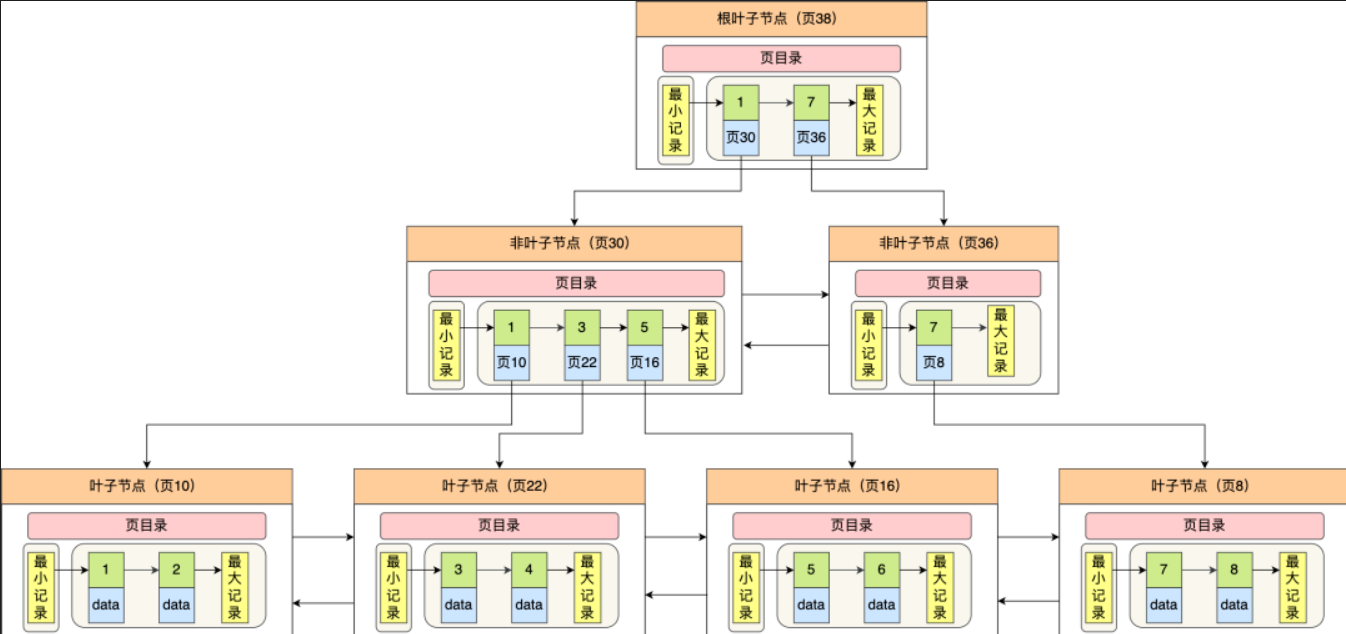 根叶子节点（页38）
页目录
最小记录
1
7
最大记录
页30
页36
非叶子节点（页30）
页目录
最小记录
1
3
5
最大记录
页10
页22
页16
非叶子节点（页36）
页目录
最小记录
7
最大记录
页8
叶子节点（页10）
页目录
最小记录
1
2
最大记录
data
data
叶子节点（页22）
页目录
最小记录
3
4
最大记录
data
data
叶子节点（页16）
页目录
最小记录
5
6
最大记录
data
data
叶子节点（页8）
页目录
最小记录
7
8
最大记录
data
data